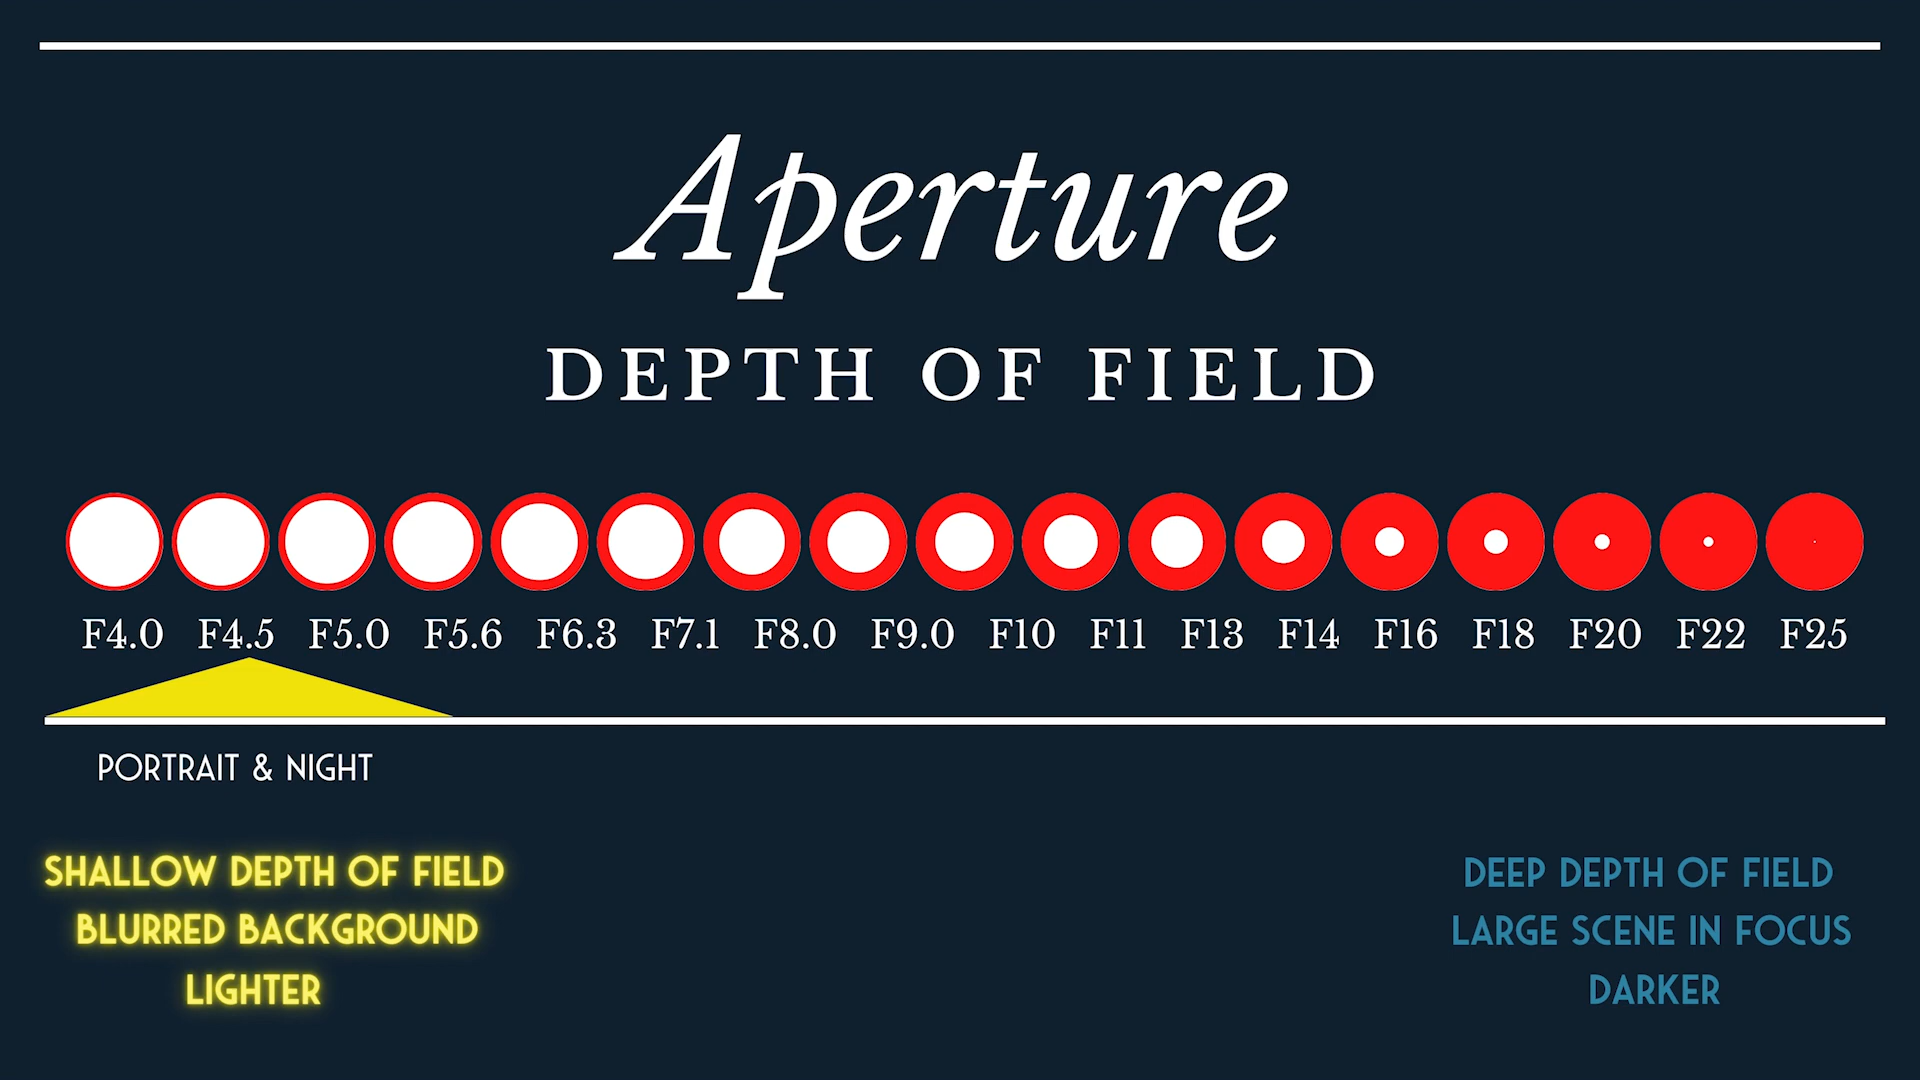 Aperture
DEPTH OF FIELD
F4.0 F4.5 F5.0 F5.6 F6.3 F7.1 F8.0 F9.0 F10 F11 F13 F14 F16 F18 F20 F22 F25
PORTRAIT & NIGHT
SHALLOW DEPTH OF FIELD
BLURRED BACKGROUND
LIGHTER
DEEP DEPTH OF FIELD
LARGE SCENE IN FOCUS
DARKER